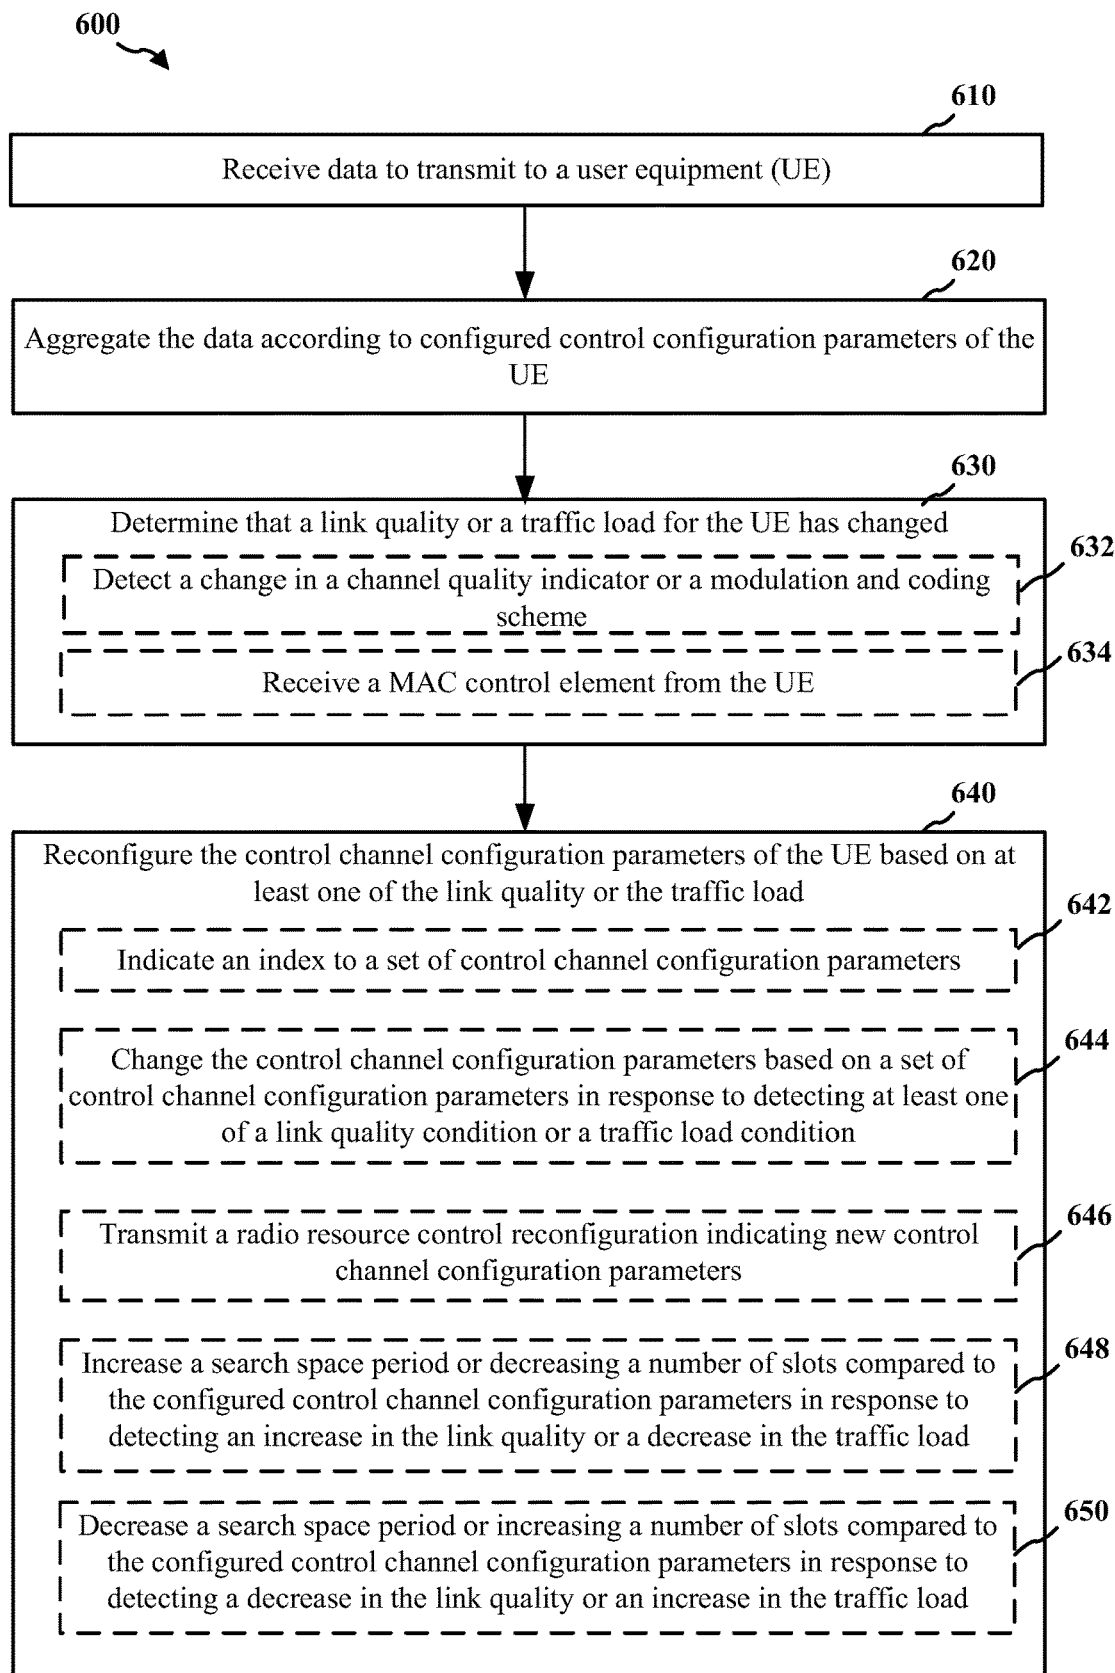 600
610
Receive data to transmit to a user equipment (UE)
620
Aggregate the data according to configured control configuration parameters of the
UE
630
Determine that a link quality or a traffic load for the UE has changed
632
Detect a change in a channel quality indicator or a modulation and coding
scheme
634
Receive a MAC control element from the UE
640
Reconfigure the control channel configuration parameters of the UE based on at
least one of the link quality or the traffic load
642
Indicate an index to a set of control channel configuration parameters
644
Change the control channel configuration parameters based on a set of
control channel configuration parameters in response to detecting at least one
of a link quality condition or a traffic load condition
646
Transmit a radio resource control reconfiguration indicating new control
channel configuration parameters
648
Increase a search space period or decreasing a number of slots compared to
the configured control channel configuration parameters in response to
detecting an increase in the link quality or a decrease in the traffic load
650
Decrease a search space period or increasing a number of slots compared to
the configured control channel configuration parameters in response to
detecting a decrease in the link quality or an increase in the traffic load